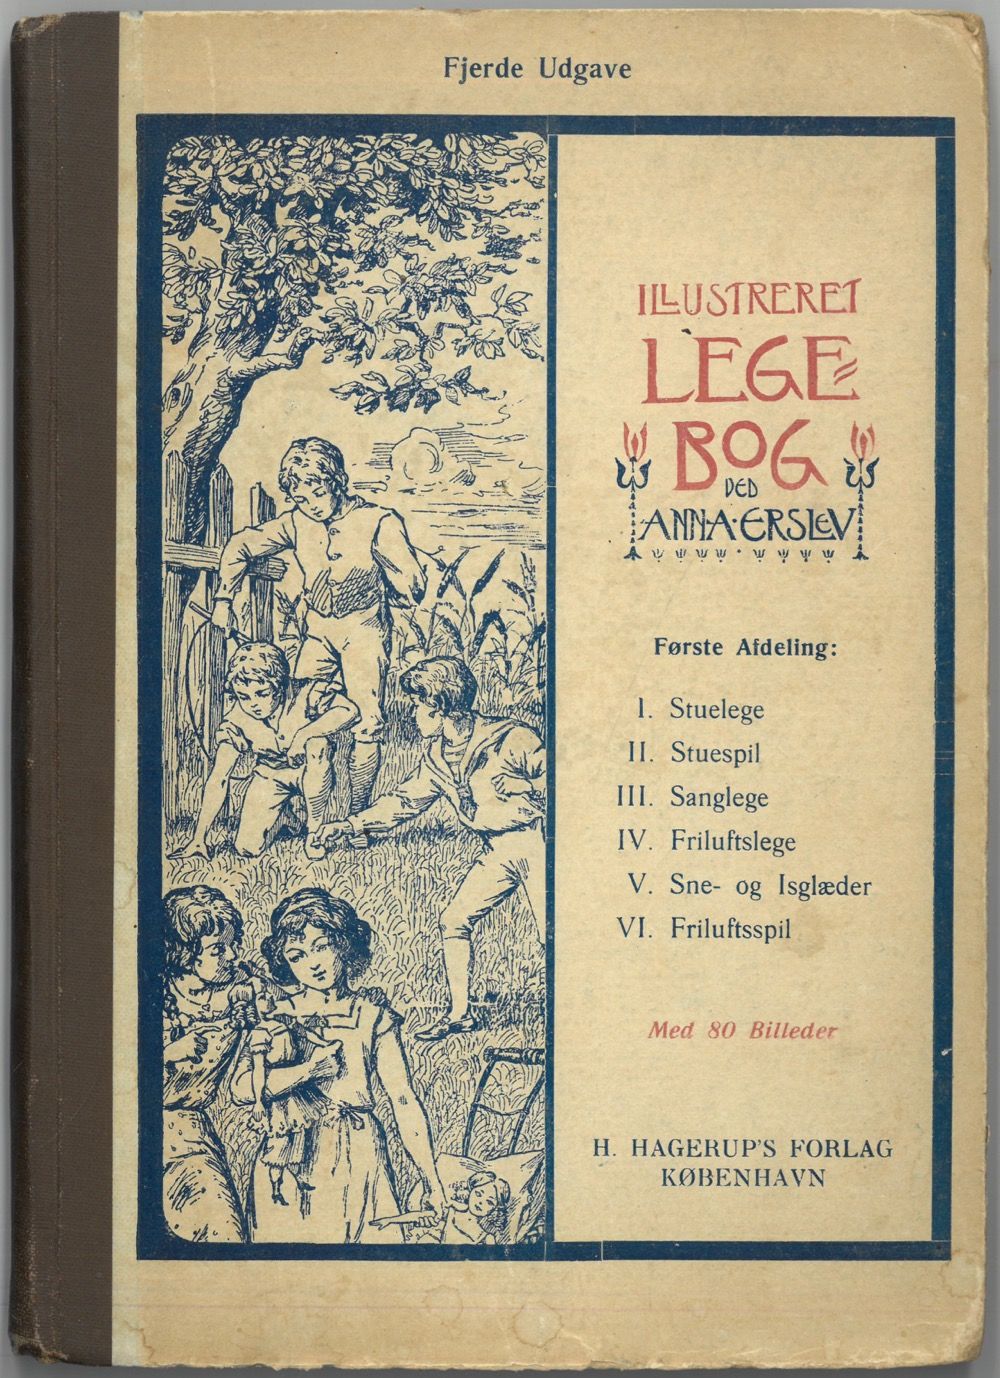 Fjerde Udgave
ILLUSTRERET
LEGE
BOG
VED
·ANNA·ERSLEV
Første Afdeling:
I. Stuelege
II. Stuespil
III. Sanglege
IV. Friluftslege
V. Sne- og Isglæder
VI. Friluftsspil
Med 80 Billeder
H. HAGERUP'S FORLAG
KØBENHAVN